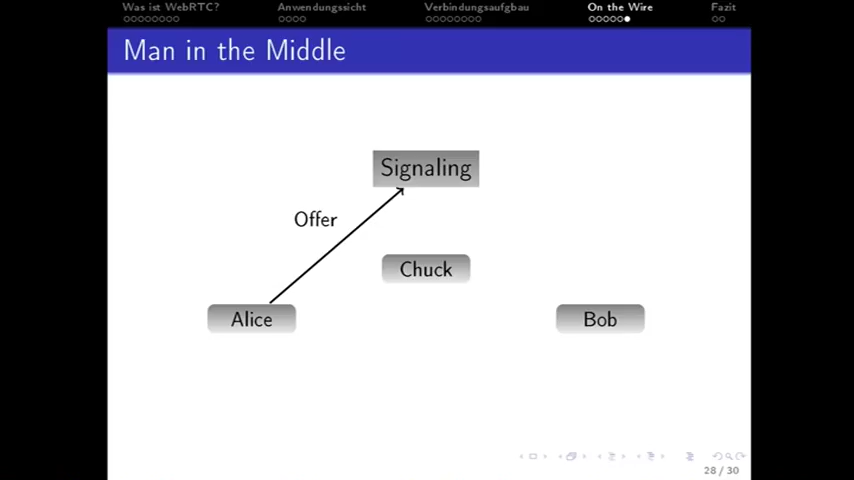 Was ist WebRTC? Anwendungssicht Verbindungsaufgbau On the Wire Fazit
Man in the Middle
Signaling
Offer
Chuck
Alice Bob
28 / 30